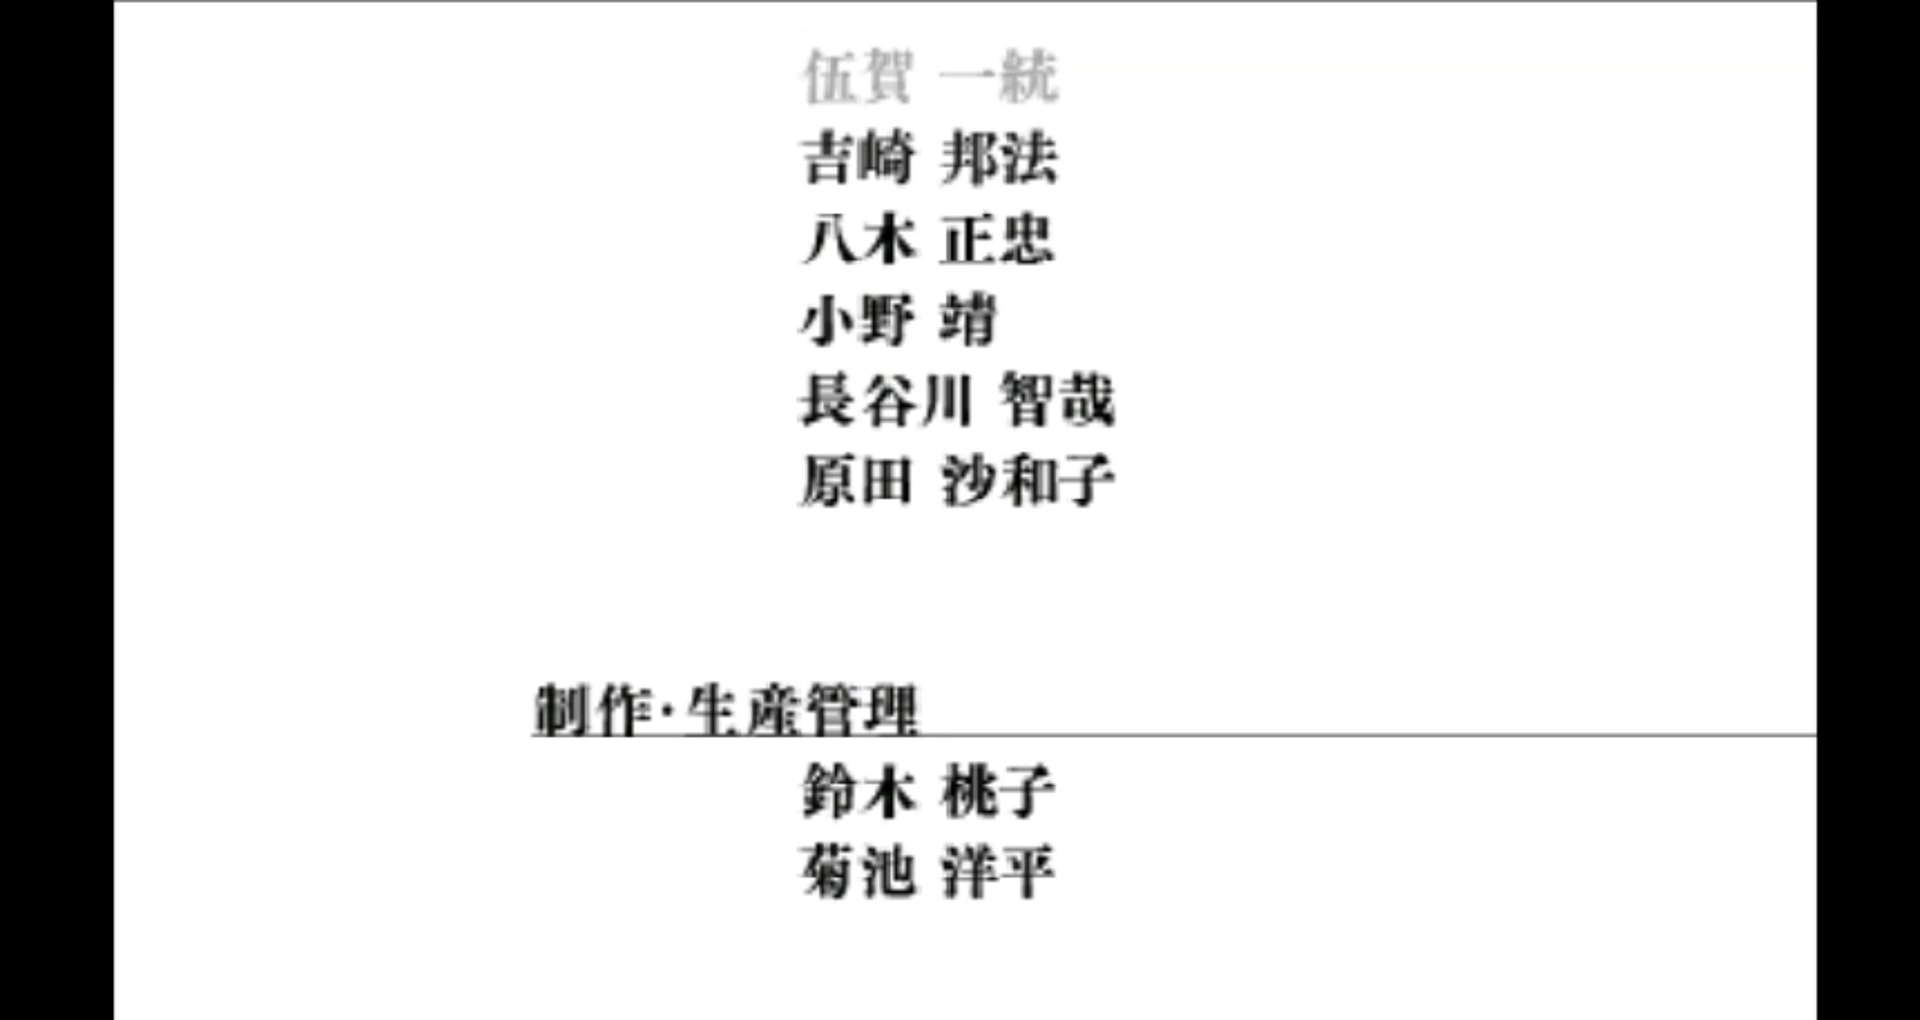 伍賀 一統
吉崎 邦法
八木 正忠
小野 靖
長谷川 智哉
原田 沙和子
制作・生産管理
鈴木 桃子
菊池 洋平